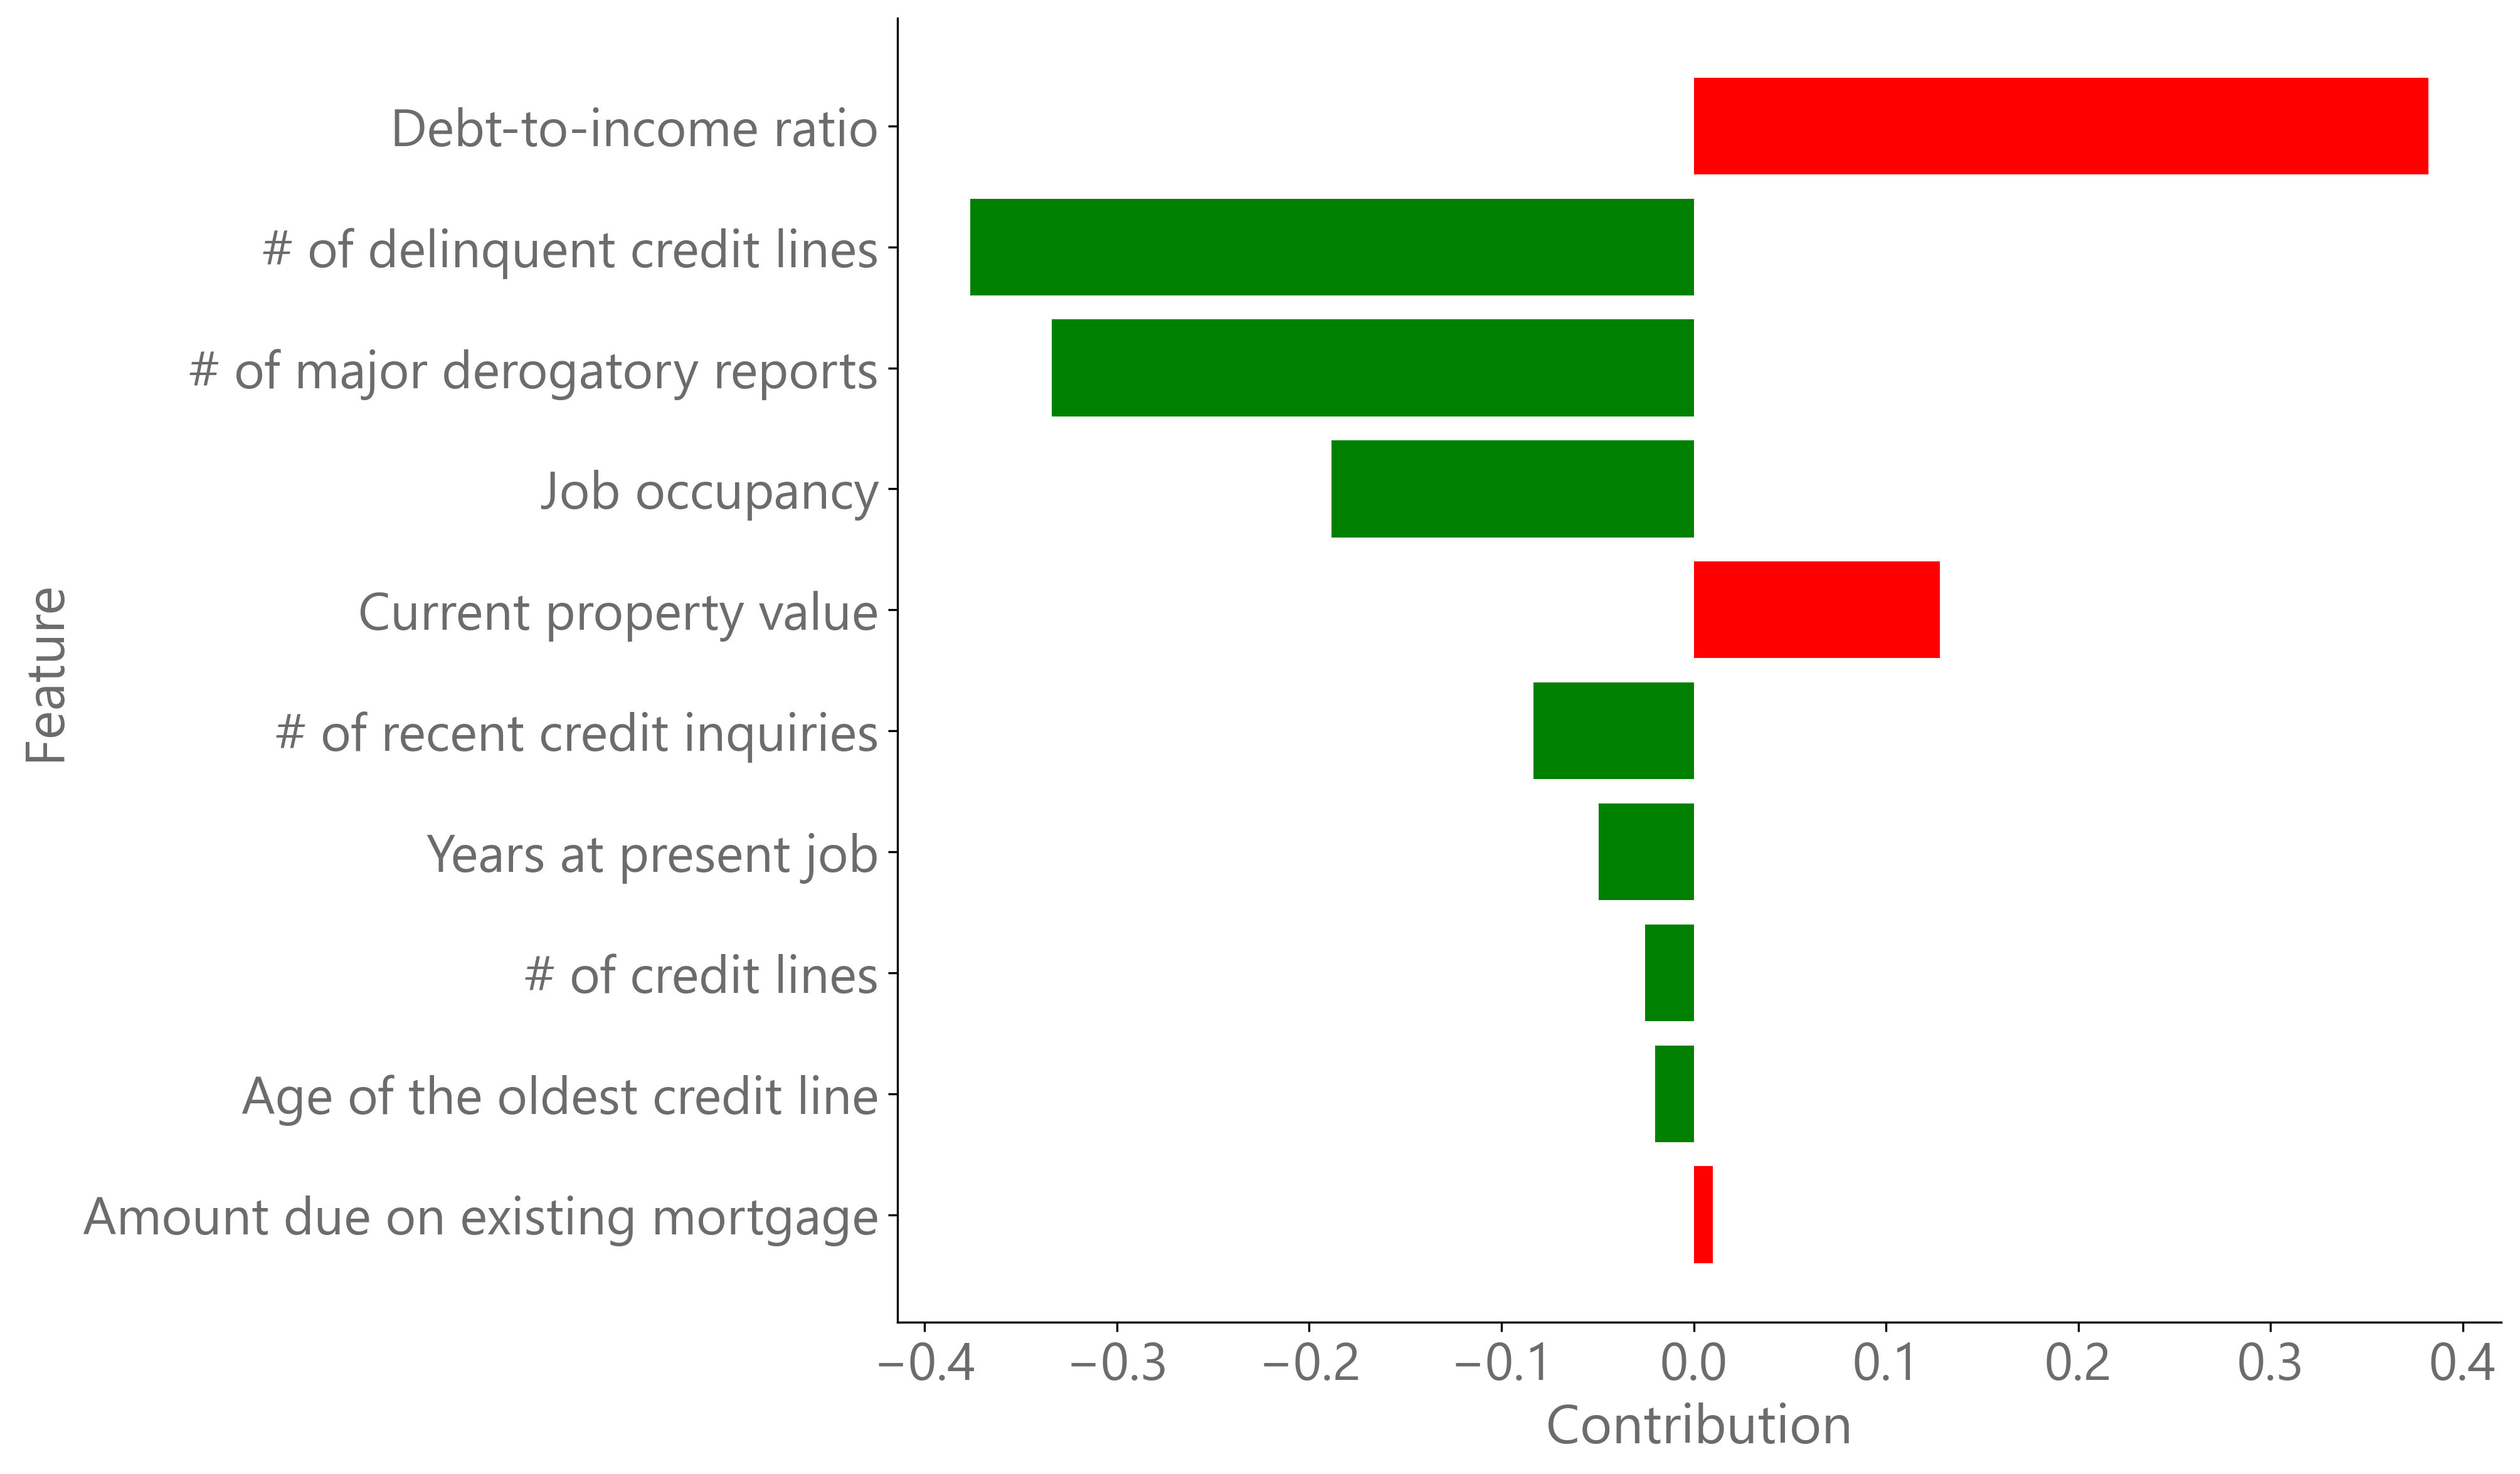 Debt-to-income ratio
# of delinquent credit lines
# of major derogatory reports
Job occupancy
Current property value
# of recent credit inquiries
Years at present job
# of credit lines
Age of the oldest credit line
Amount due on existing mortgage
Feature
−0.4 −0.3 −0.2 −0.1 0.0 0.1 0.2 0.3 0.4
Contribution